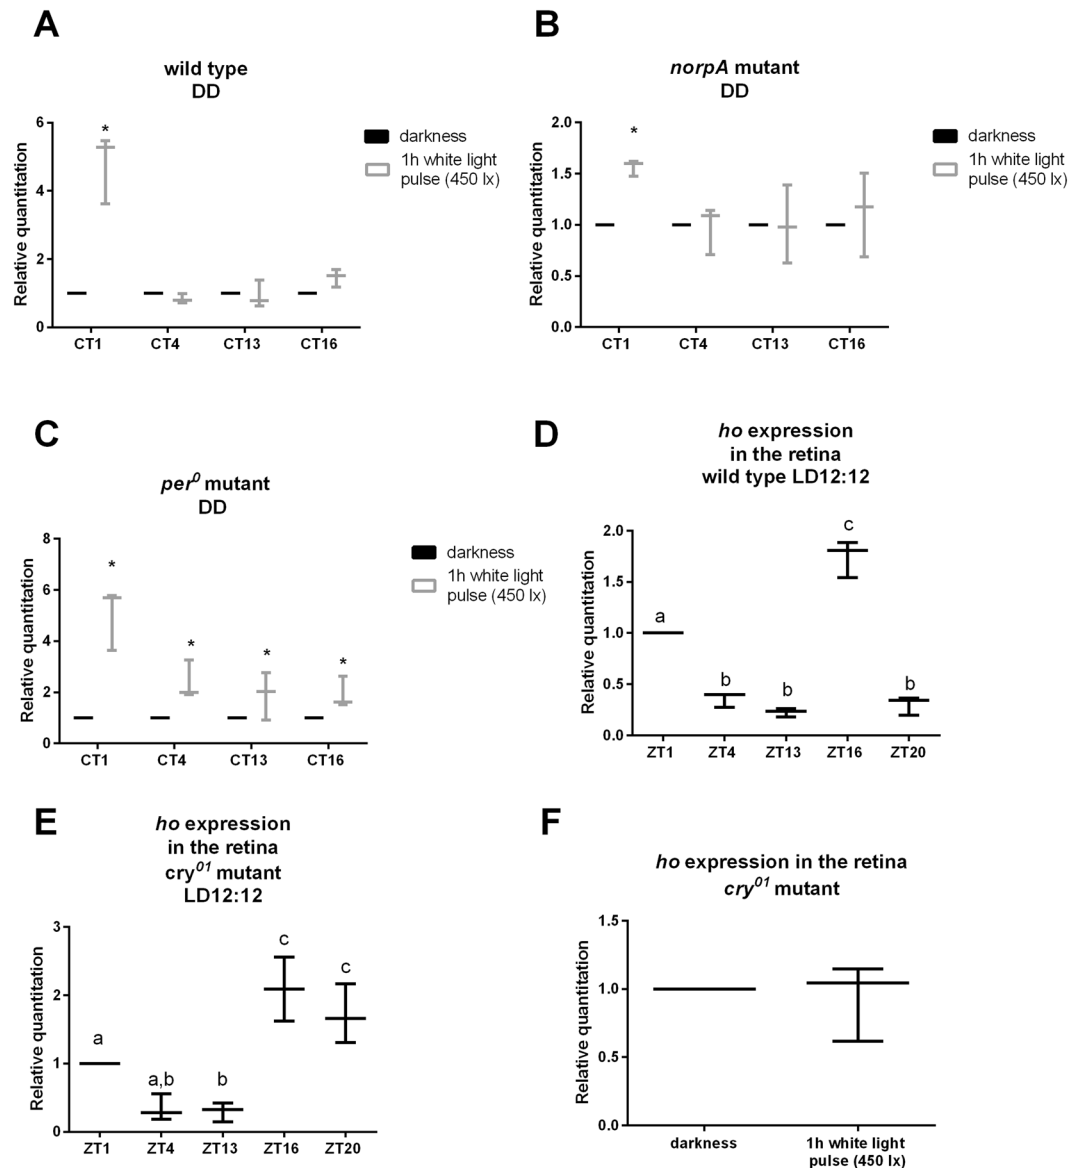 A
wild type
DD
Relative quantitation
6
4
2
0
*
CT1
CT4
CT13
CT16
darkness
1h white light
pulse (450 lx)
B
norpA mutant
DD
Relative quantitation
2.0
1.5
1.0
0.5
0.0
*
CT1
CT4
CT13
CT16
darkness
1h white light
pulse (450 lx)
C
per0 mutant
DD
Relative quantitation
8
6
4
2
0
*
*
*
*
CT1
CT4
CT13
CT16
darkness
1h white light
pulse (450 lx)
D
ho expression
in the retina
wild type LD12:12
Relative quantitation
2.0
1.5
1.0
0.5
0.0
a
b
b
c
b
ZT1
ZT4
ZT13
ZT16
ZT20
E
ho expression
in the retina
cry01 mutant
LD12:12
Relative quantitation
3
2
1
0
a
a,b
b
c
c
ZT1
ZT4
ZT13
ZT16
ZT20
F
ho expression in the retina
cry01 mutant
Relative quantitation
1.5
1.0
0.5
0.0
darkness
1h white light
pulse (450 lx)